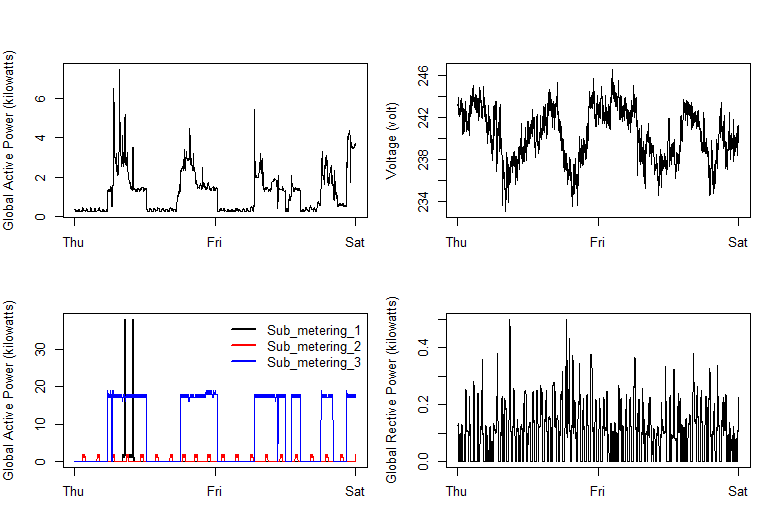 Global Active Power (kilowatts)
6
4
2
0
Thu
Fri
Sat
Voltage (volt)
246
242
238
234
Thu
Fri
Sat
Global Active Power (kilowatts)
30
20
10
0
Sub_metering_1
Sub_metering_2
Sub_metering_3
Thu
Fri
Sat
Global Rective Power (kilowatts)
0.4
0.2
0.0
Thu
Fri
Sat